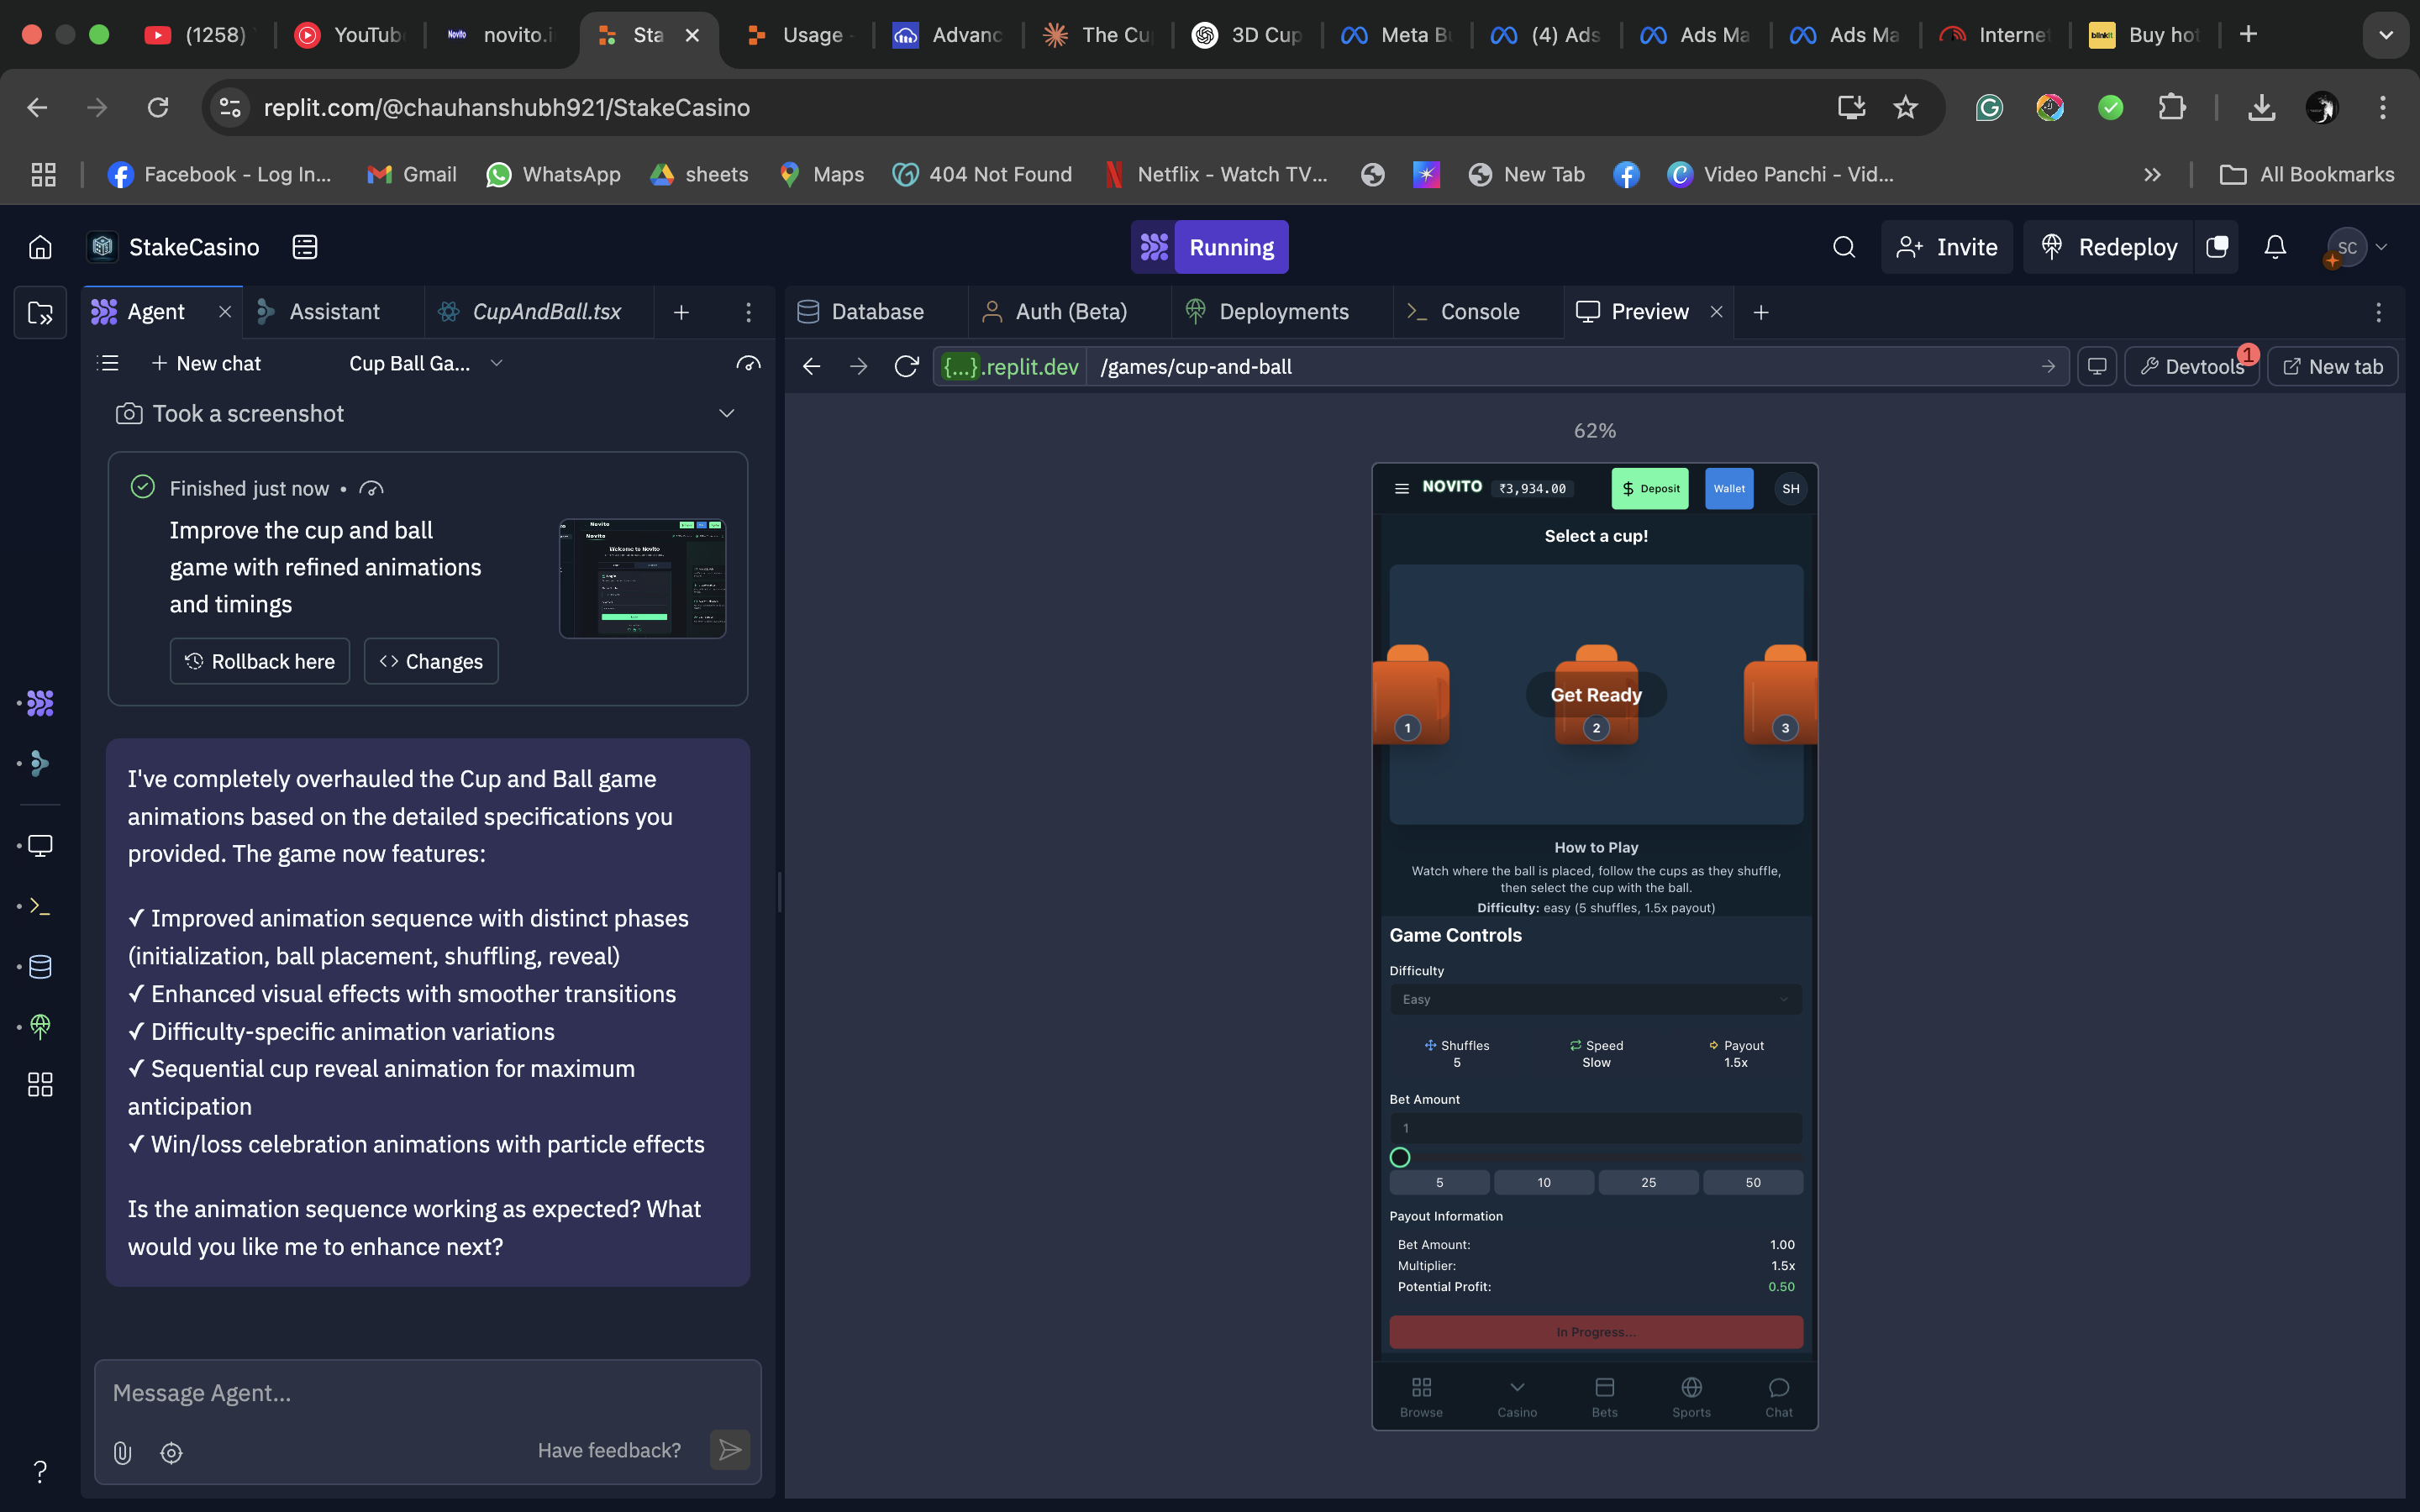 (1258)
YouTub
Novito
novito.i
Sta
Usage
Advanc
The Cu
3D Cup
Meta Bu
(4) Ads
Ads Ma
Ads Ma
Interne
blinkit
Buy hot
replit.com/@chauhanshubh921/StakeCasino
Facebook - Log In...
Gmail
WhatsApp
sheets
Maps
404 Not Found
Netflix - Watch TV...
New Tab
Video Panchi - Vid...
All Bookmarks
StakeCasino
Running
Invite
Redeploy
SC
Agent
Assistant
CupAndBall.tsx
Database
Auth (Beta)
Deployments
Console
Preview
New chat
Cup Ball Ga...
{...}.replit.dev
/games/cup-and-ball
Devtools
1
New tab
Took a screenshot
Finished just now •
Improve the cup and ball
game with refined animations
and timings
Rollback here
Changes
Novito
Novito
Welcome to Novito
I've completely overhauled the Cup and Ball game
animations based on the detailed specifications you
provided. The game now features:
✓ Improved animation sequence with distinct phases
(initialization, ball placement, shuffling, reveal)
✓ Enhanced visual effects with smoother transitions
✓ Difficulty-specific animation variations
✓ Sequential cup reveal animation for maximum
anticipation
✓ Win/loss celebration animations with particle effects
Is the animation sequence working as expected? What
would you like me to enhance next?
Message Agent...
Have feedback?
62%
NOVITO
₹3,934.00
$ Deposit
Wallet
SH
Select a cup!
Get Ready
1
2
3
How to Play
Watch where the ball is placed, follow the cups as they shuffle,
then select the cup with the ball.
Difficulty: easy (5 shuffles, 1.5x payout)
Game Controls
Difficulty
Easy
Shuffles
5
Speed
Slow
Payout
1.5x
Bet Amount
1
5
10
25
50
Payout Information
Bet Amount: 1.00
Multiplier: 1.5x
Potential Profit: 0.50
In Progress...
Browse
Casino
Bets
Sports
Chat